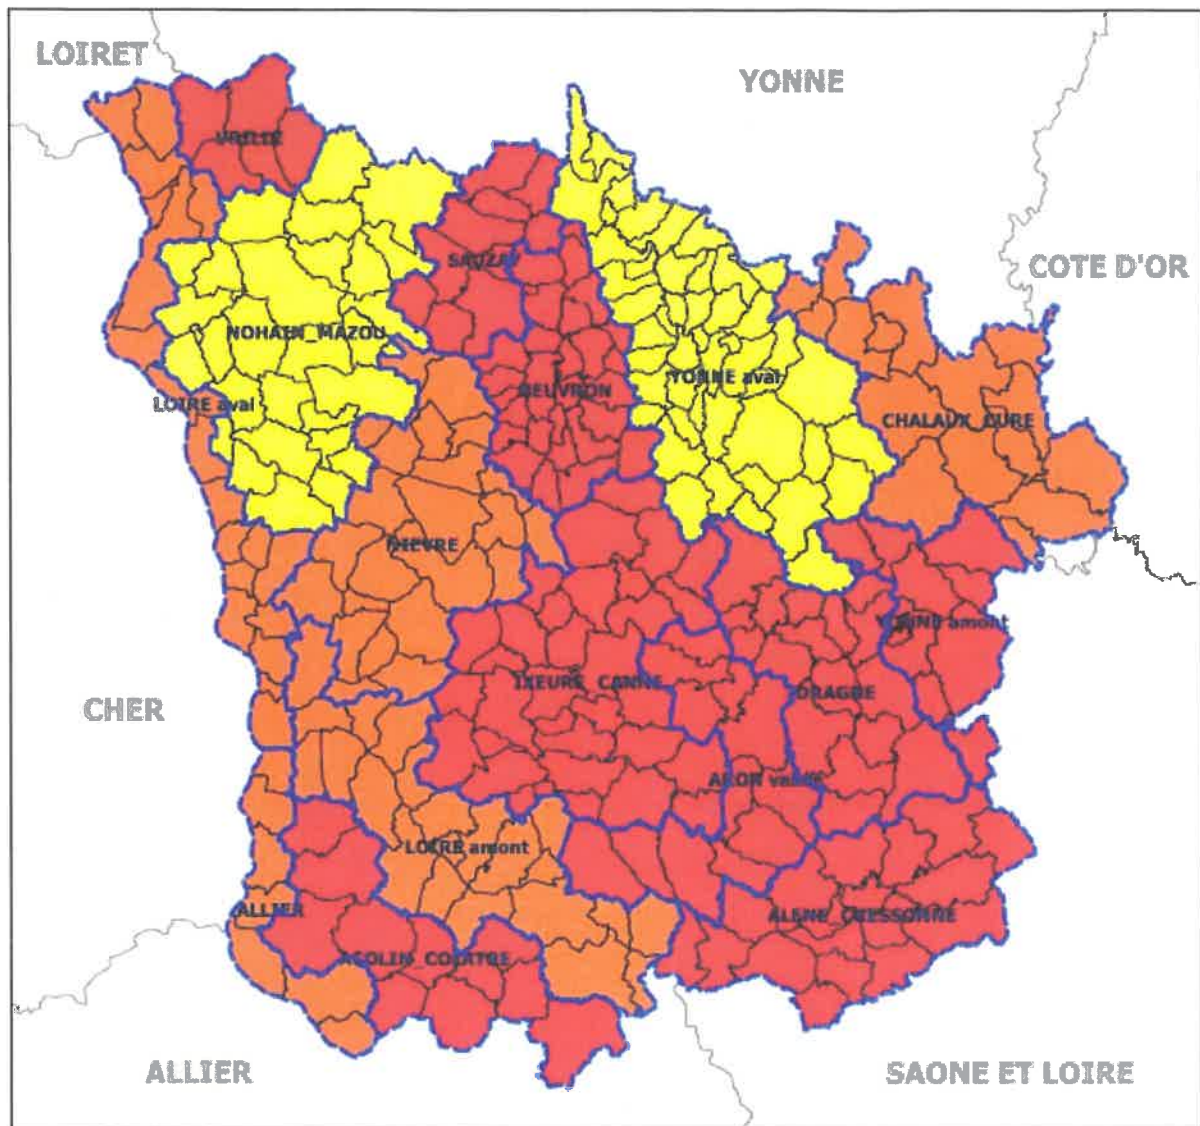 LOIRET
YONNE
VRILLE
SAUZAY
COTE D'OR
NOHAIN_MAZOU
YONNE aval
BEUVRON
LOIRE aval
CHALAUX_CURE
NIEVRE
YONNE amont
IXEURE_CANNE
DRAGNE
CHER
ARON
LOIRE amont
ALLIER
ALENE_CRESSONNE
ACOLIN_COLATRE
ALLIER
SAONE ET LOIRE